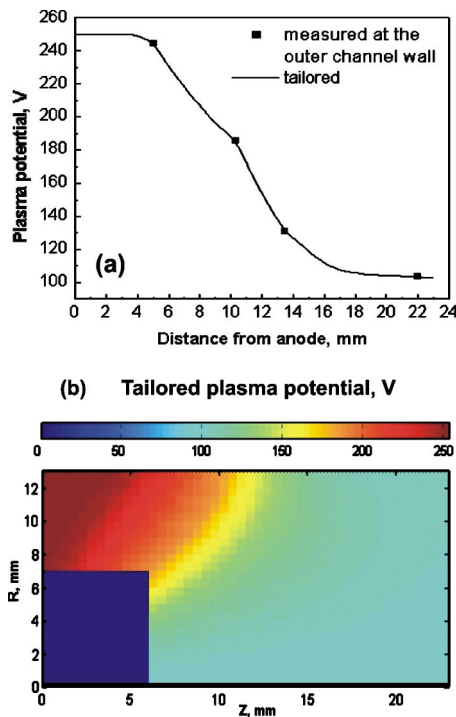 260
240
220
200
180
160
140
120
100
Plasma potential, V
measured at the
outer channel wall
tailored
(a)
0 2 4 6 8 10 12 14 16 18 20 22 24
Distance from anode, mm
(b) Tailored plasma potential, V
0 50 100 150 200 250
12
10
8
6
4
2
0
R, mm
0 5 10 15 20
Z, mm